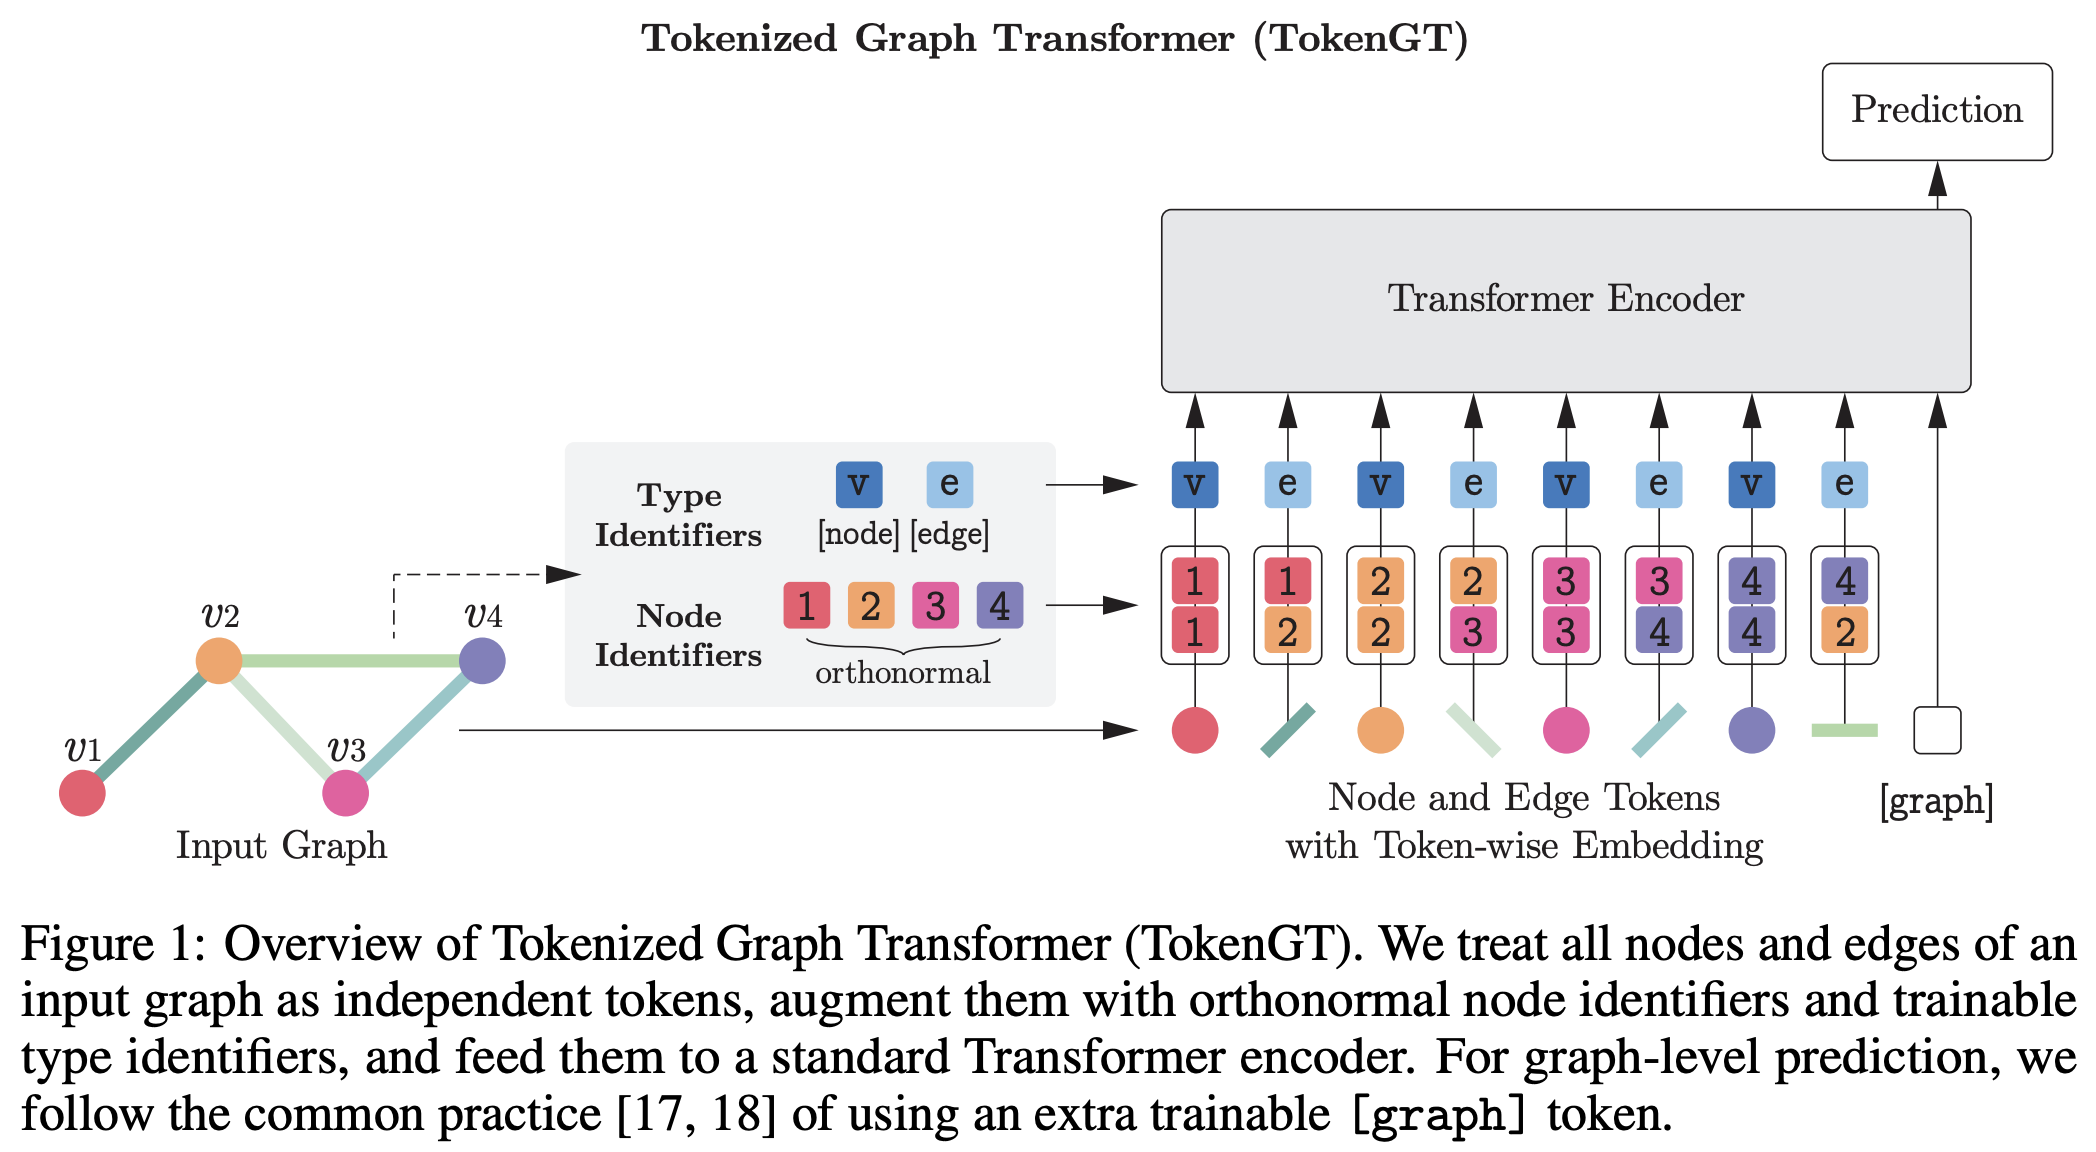 Tokenized Graph Transformer (TokenGT)
Prediction
Transformer Encoder
v e v e v e v e
Type
Identifiers
v e
[node] [edge]
Node
Identifiers
1 2 3 4
orthonormal
1 1 2 2 3 3 4 4
1 2 2 3 3 4 4 2
v2
v4
v1
v3
Input Graph
Node and Edge Tokens
with Token-wise Embedding
[graph]
Figure 1: Overview of Tokenized Graph Transformer (TokenGT). We treat all nodes and edges of an
input graph as independent tokens, augment them with orthonormal node identifiers and trainable
type identifiers, and feed them to a standard Transformer encoder. For graph-level prediction, we
follow the common practice [17, 18] of using an extra trainable [graph] token.